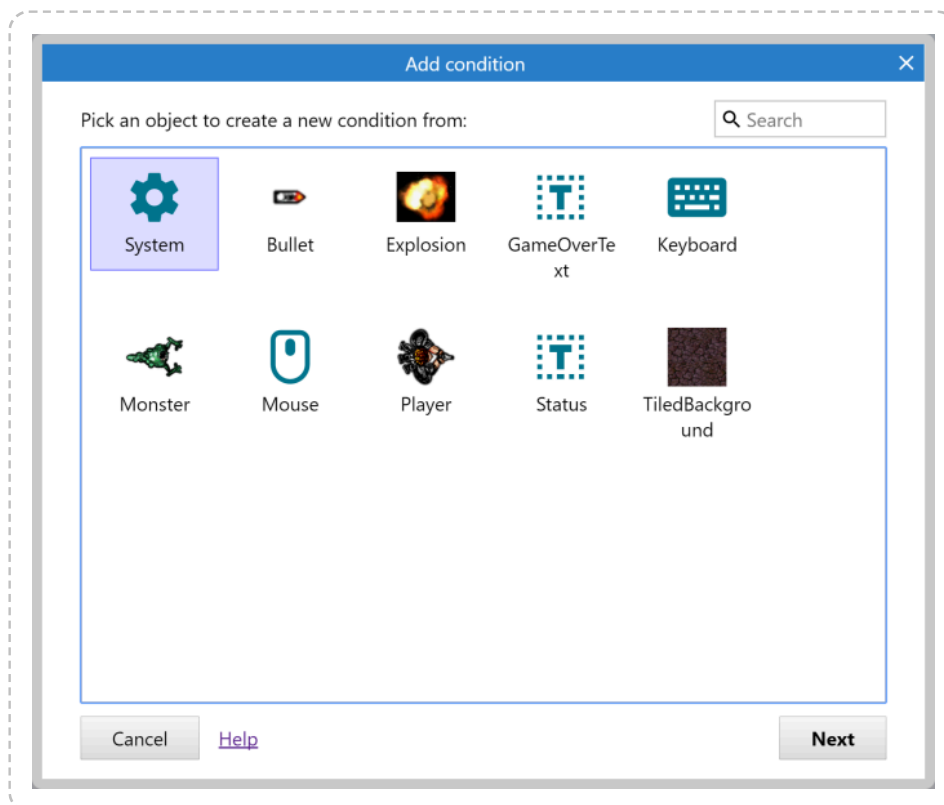 Add condition
Pick an object to create a new condition from:
Search
System
Bullet
Explosion
GameOverTe
xt
Keyboard
Monster
Mouse
Player
Status
TiledBackgro
und
Cancel
Help
Next